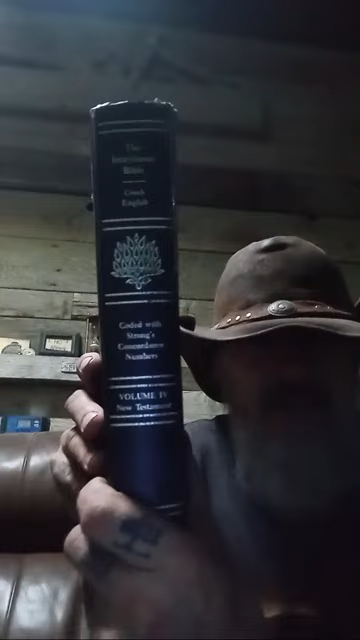 The
Interlinear
Bible
Greek
English
Coded with
Strong's
Concordance
Numbers
VOLUME IV
New Testament